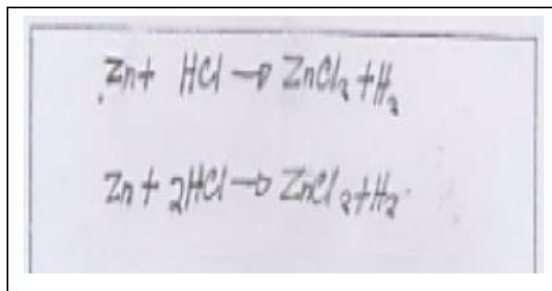 Zn + HCl → ZnCl₂ + H₂
Zn + 2HCl → ZnCl₂ + H₂